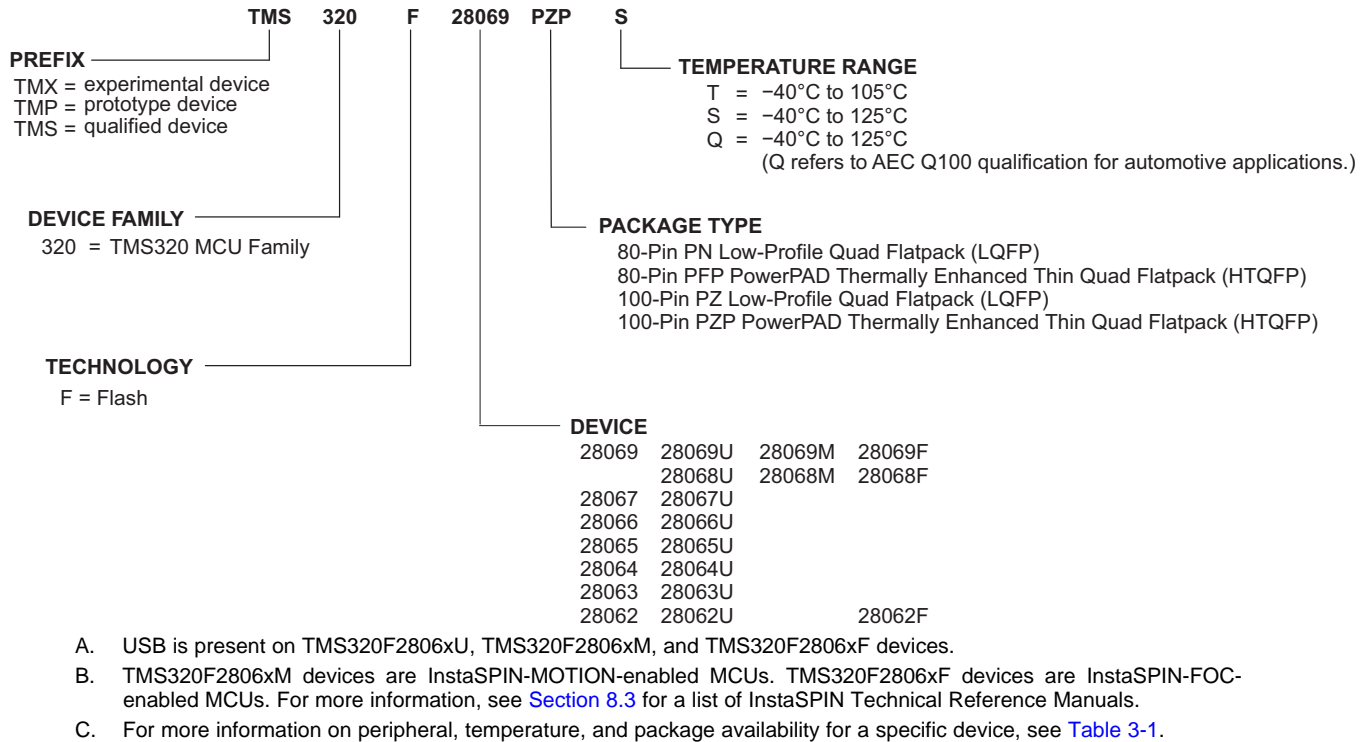 TMS 320 F 28069 PZP S
PREFIX
TMX = experimental device
TMP = prototype device
TMS = qualified device
TEMPERATURE RANGE
T = −40°C to 105°C
S = −40°C to 125°C
Q = −40°C to 125°C
(Q refers to AEC Q100 qualification for automotive applications.)
DEVICE FAMILY
320 = TMS320 MCU Family
PACKAGE TYPE
80-Pin PN Low-Profile Quad Flatpack (LQFP)
80-Pin PFP PowerPAD Thermally Enhanced Thin Quad Flatpack (HTQFP)
100-Pin PZ Low-Profile Quad Flatpack (LQFP)
100-Pin PZP PowerPAD Thermally Enhanced Thin Quad Flatpack (HTQFP)
TECHNOLOGY
F = Flash
DEVICE
28069 28069U 28069M 28069F
28068U 28068M 28068F
28067 28067U
28066 28066U
28065 28065U
28064 28064U
28063 28063U
28062 28062U 28062F
A. USB is present on TMS320F2806xU, TMS320F2806xM, and TMS320F2806xF devices.
B. TMS320F2806xM devices are InstaSPIN-MOTION-enabled MCUs. TMS320F2806xF devices are InstaSPIN-FOC-
enabled MCUs. For more information, see Section 8.3 for a list of InstaSPIN Technical Reference Manuals.
C. For more information on peripheral, temperature, and package availability for a specific device, see Table 3-1.